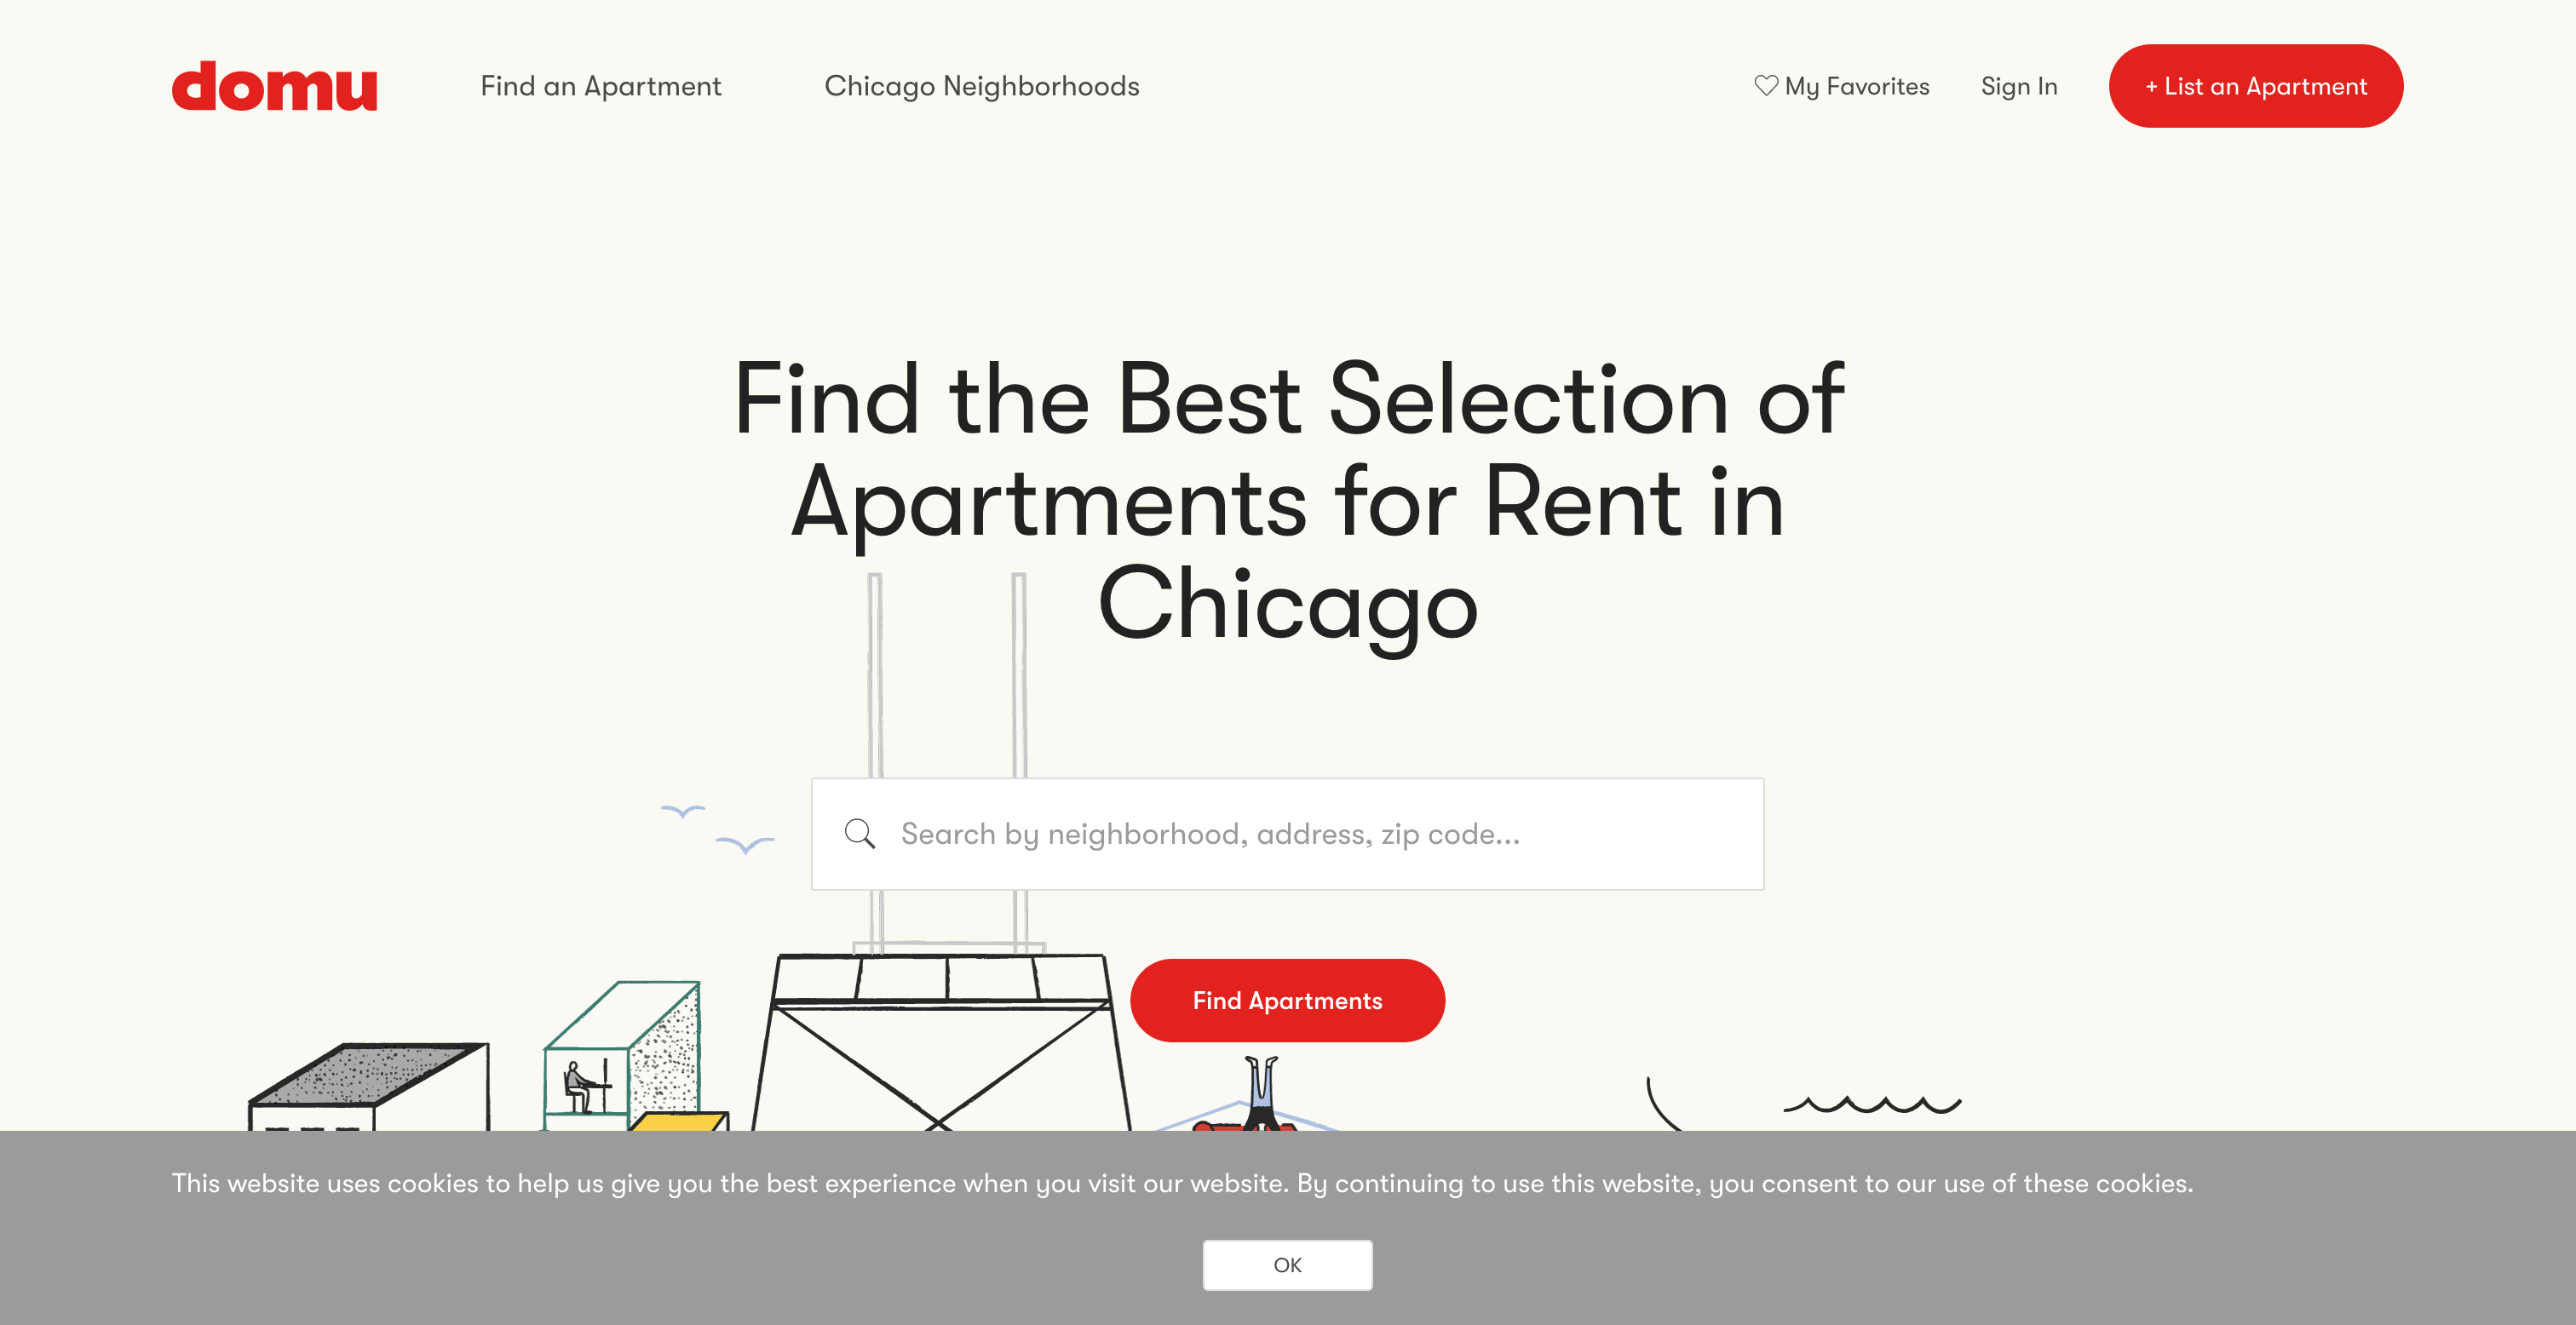 domu
Find an Apartment
Chicago Neighborhoods
My Favorites
Sign In
+ List an Apartment
Find the Best Selection of
Apartments for Rent in
Chicago
Search by neighborhood, address, zip code...
Find Apartments
This website uses cookies to help us give you the best experience when you visit our website. By continuing to use this website, you consent to our use of these cookies.
OK